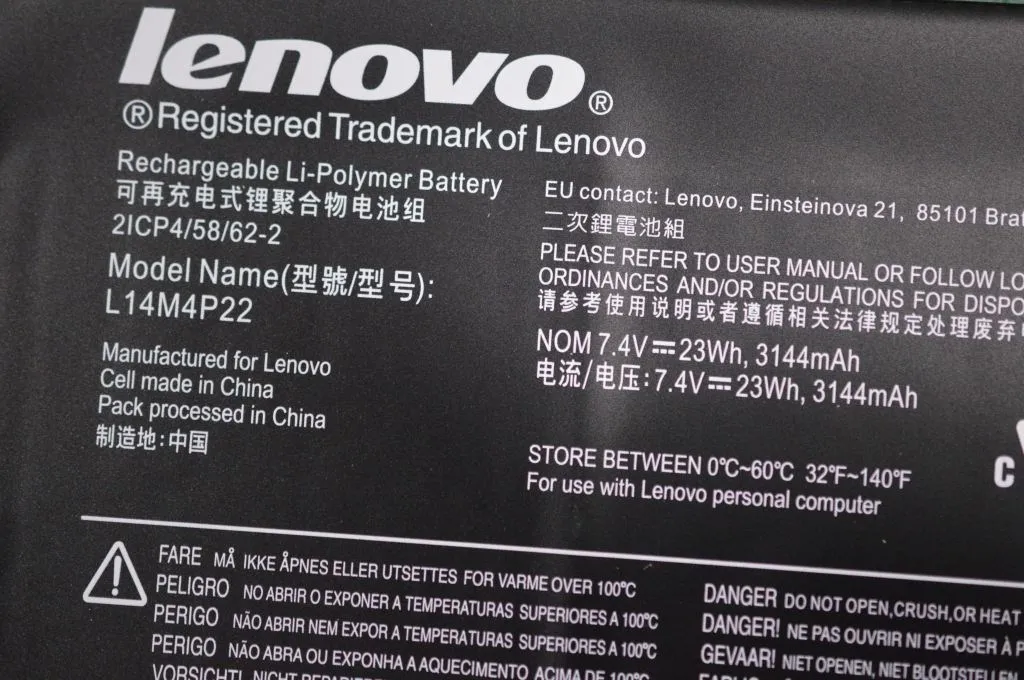 lenovo®
®Registered Trademark of Lenovo
Rechargeable Li-Polymer Battery
可再充电式锂聚合物电池组
2ICP4/58/62-2
Model Name(型號/型号):
L14M4P22
Manufactured for Lenovo
Cell made in China
Pack processed in China
制造地:中国
EU contact: Lenovo, Einsteinova 21, 85101
二次鋰電池組
PLEASE REFER TO USER MANUAL OR FOLLOW
ORDINANCES AND/OR REGULATIONS FOR
请参考使用说明或者遵循相关法律规定处理废弃
NOM 7.4V⎓23Wh, 3144mAh
电流/电压:7.4V⎓23Wh, 3144mAh
STORE BETWEEN 0℃~60℃ 32℉~140℉
For use with Lenovo personal computer
C
FARE MÅ IKKE ÅPNES ELLER UTSETTES FOR VARME OVER 100℃
PELIGRO NO ABRIR O EXPONER A TEMPERATURAS SUPERIORES A 100℃
PERIGO NÃO ABRIR NEM EXPOR A TEMPERATURAS SUPERIORES A 100℃
PERIGO NÃO ABRA OU EXPONHA A AQUECIMENTO ACIMA DE 100℃
VORSICHT! NICHT
DANGER DO NOT OPEN,CRUSH,OR HEAT
DANGER! NE PAS OUVRIR NI EXPOSER À
GEVAAR! NIET OPENEN, NIET BLOOTSTELLEN